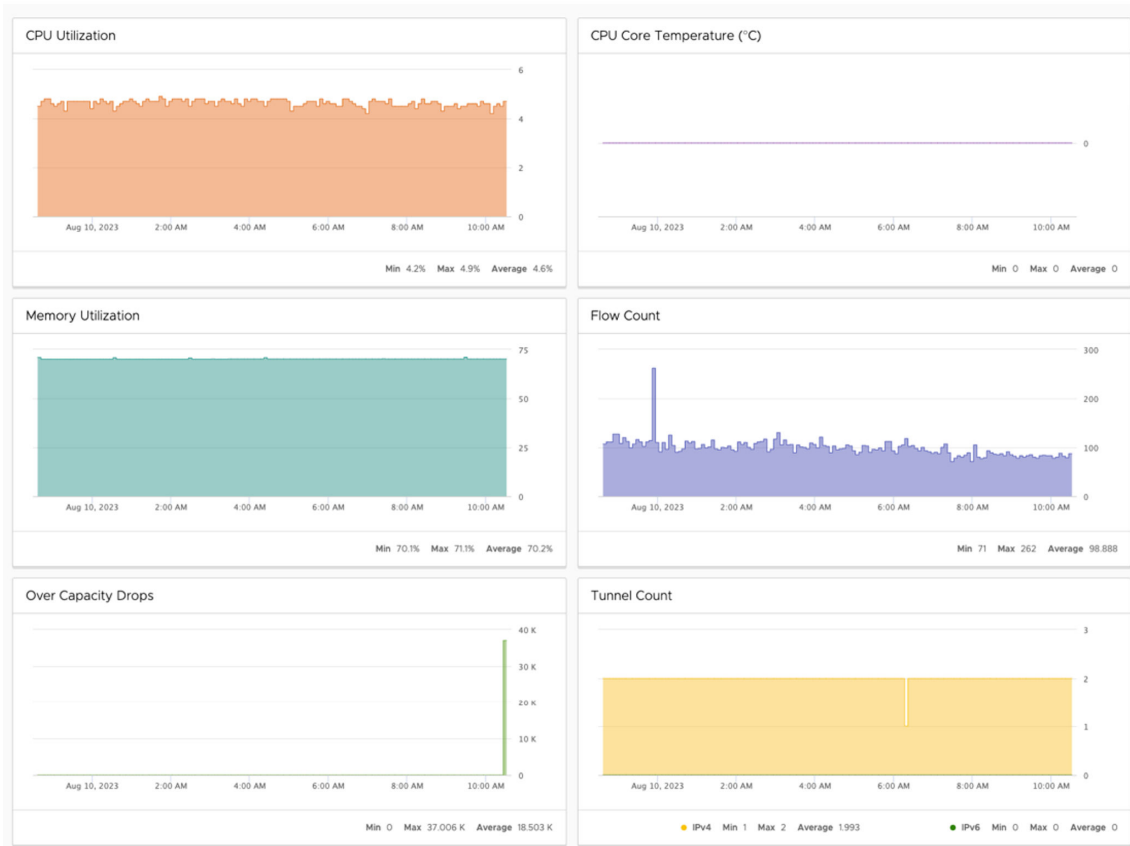 CPU Utilization
6
4
2
0
Aug 10, 2023 2:00 AM 4:00 AM 6:00 AM 8:00 AM 10:00 AM
Min 4.2% Max 4.9% Average 4.6%
CPU Core Temperature (°C)
0
Aug 10, 2023 2:00 AM 4:00 AM 6:00 AM 8:00 AM 10:00 AM
Min 0 Max 0 Average 0
Memory Utilization
75
50
25
0
Aug 10, 2023 2:00 AM 4:00 AM 6:00 AM 8:00 AM 10:00 AM
Min 70.1% Max 71.1% Average 70.2%
Flow Count
300
200
100
0
Aug 10, 2023 2:00 AM 4:00 AM 6:00 AM 8:00 AM 10:00 AM
Min 71 Max 262 Average 98.888
Over Capacity Drops
40 K
30 K
20 K
10 K
0
Aug 10, 2023 2:00 AM 4:00 AM 6:00 AM 8:00 AM 10:00 AM
Min 0 Max 37.006 K Average 18.503 K
Tunnel Count
3
2
1
0
Aug 10, 2023 2:00 AM 4:00 AM 6:00 AM 8:00 AM 10:00 AM
IPv4 Min 1 Max 2 Average 1.993 IPv6 Min 0 Max 0 Average 0